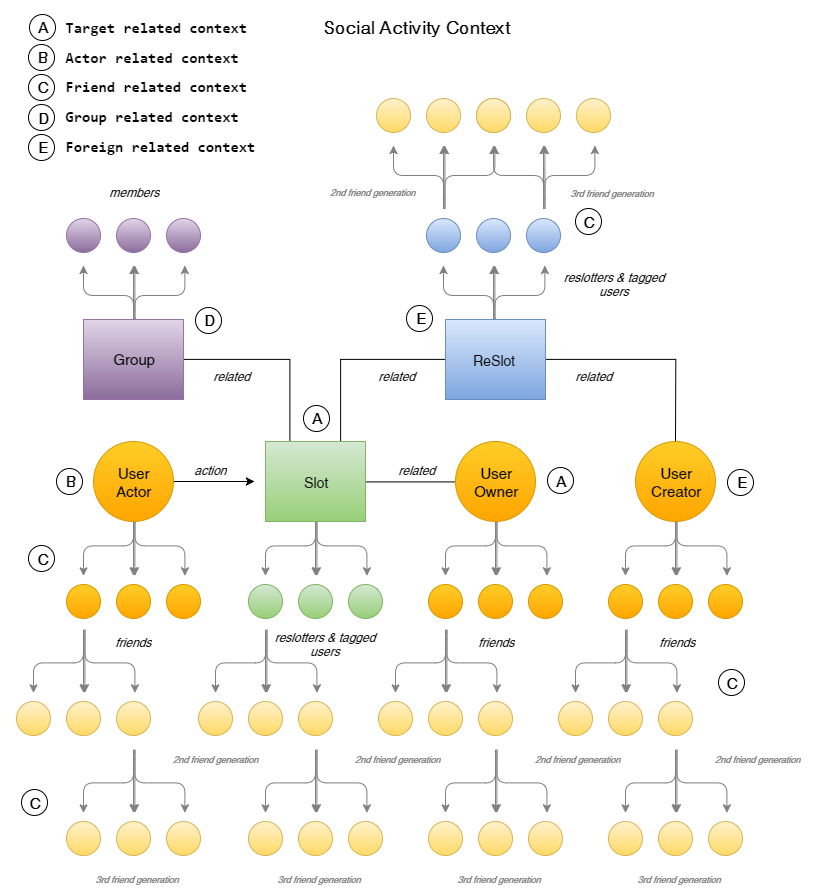 A Target related context
Social Activity Context
B Actor related context
C Friend related context
D Group related context
E Foreign related context
members
2nd friend generation
3rd friend generation
C
reslotters & tagged
users
D
E
Group
ReSlot
related
related
related
A
User
Actor
B
action
Slot
related
User
Owner
A
User
Creator
E
C
friends
reslotters & tagged
users
friends
friends
C
2nd friend generation
2nd friend generation
2nd friend generation
2nd friend generation
C
3rd friend generation
3rd friend generation
3rd friend generation
3rd friend generation